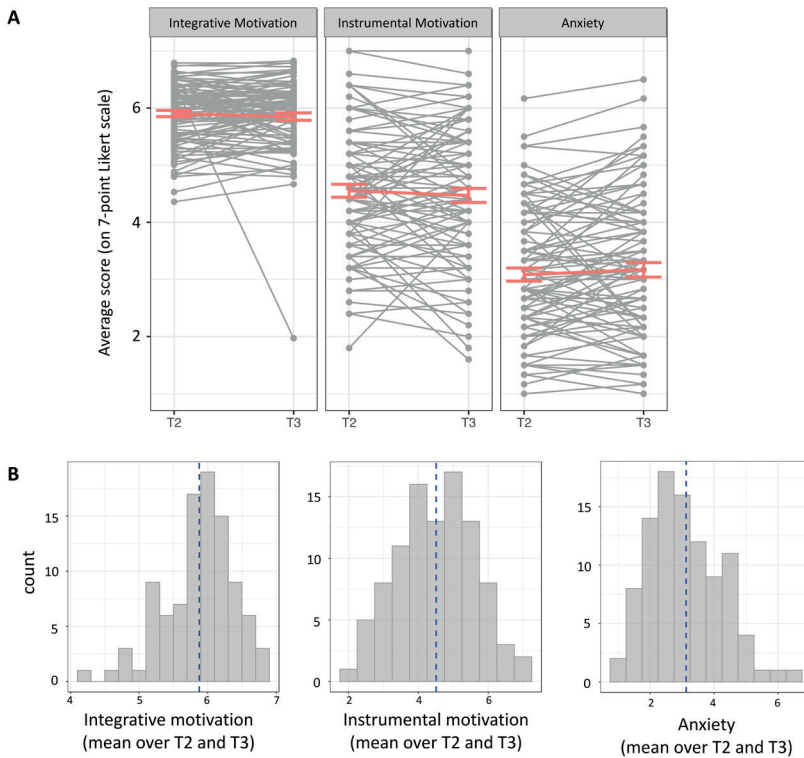 A
Integrative Motivation
Instrumental Motivation
Anxiety
Average score (on 7-point Likert scale)
6
4
2
T2
T3
T2
T3
T2
T3
B
count
15
10
5
0
4
5
6
7
Integrative motivation
(mean over T2 and T3)
15
10
5
0
2
4
6
Instrumental motivation
(mean over T2 and T3)
15
10
5
0
2
4
6
Anxiety
(mean over T2 and T3)